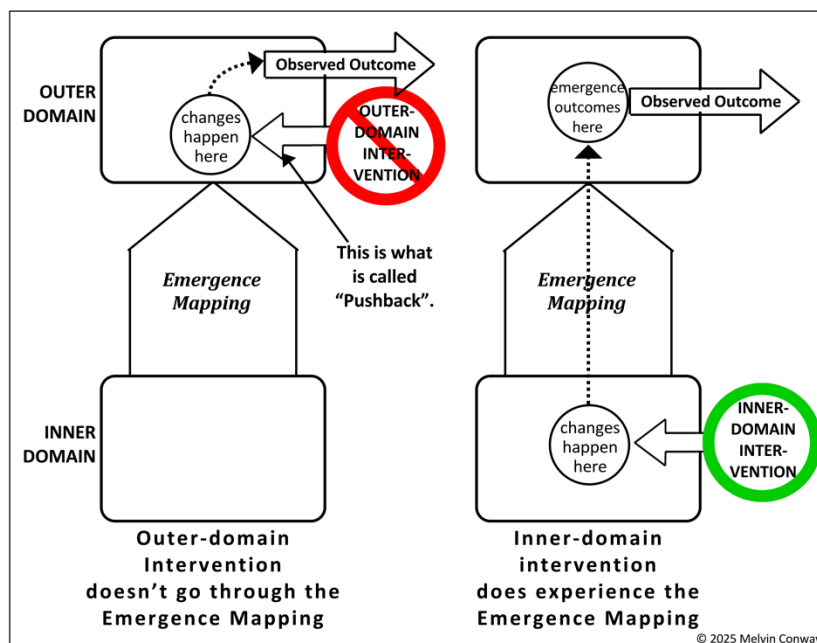 OUTER
DOMAIN
Observed Outcome
changes
happen
here
OUTER-
DOMAIN
INTER-
VENTION
This is what
is called
“Pushback”.
Emergence
Mapping
INNER
DOMAIN
Outer-domain
Intervention
doesn’t go through the
Emergence Mapping
emergence
outcomes
here
Observed Outcome
Emergence
Mapping
changes
happen
here
INNER-
DOMAIN
INTER-
VENTION
Inner-domain
intervention
does experience the
Emergence Mapping
© 2025 Melvin Conway